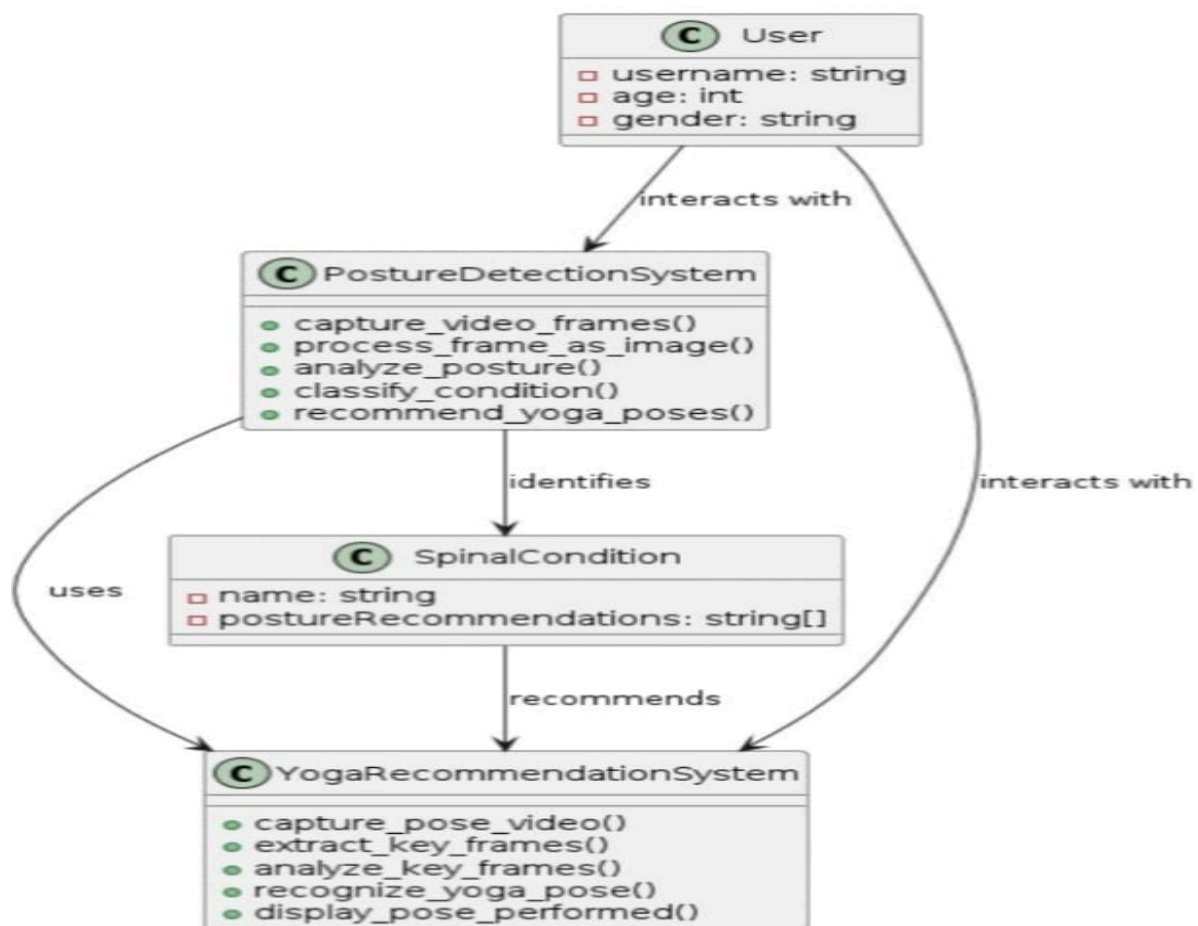 C User
username: string
age: int
gender: string
interacts with
C PostureDetectionSystem
capture_video_frames()
process_frame_as_image()
analyze_posture()
classify_condition()
recommend_yoga_poses()
identifies
interacts with
C SpinalCondition
uses
name: string
postureRecommendations: string[]
recommends
C YogaRecommendationSystem
capture_pose_video()
extract_key_frames()
analyze_key_frames()
recognize_yoga_pose()
display_pose_performed()